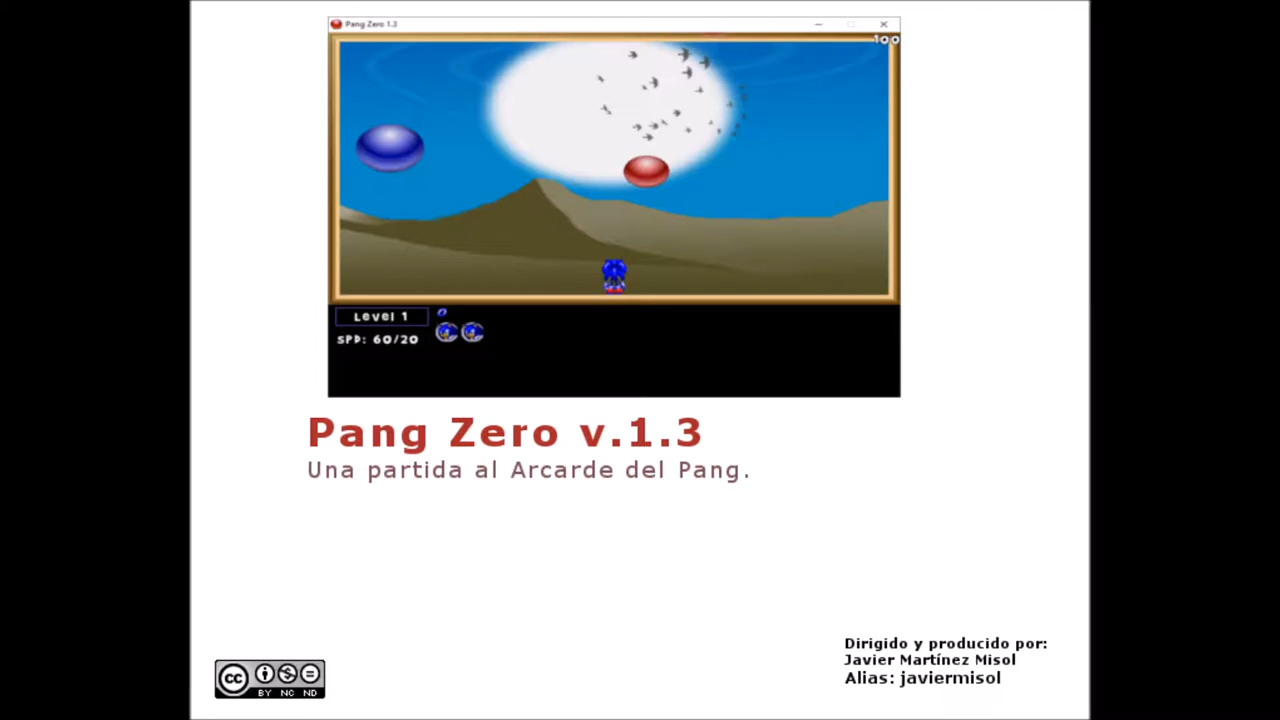 Pang Zero 1.3
100
Level 1
SPD: 60/20
Pang Zero v.1.3
Una partida al Arcarde del Pang.
Dirigido y producido por:
Javier Martínez Misol
Alias: javiermisol
cc
BY NC ND